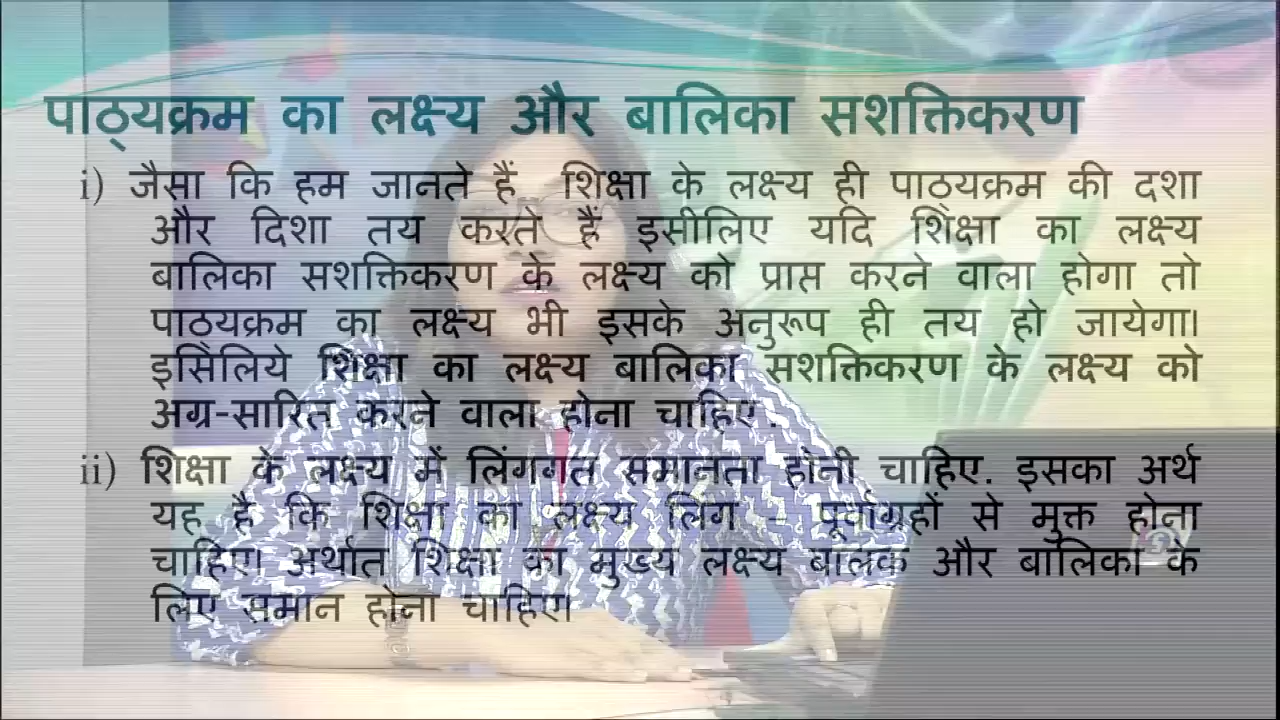 पाठ्यक्रम का लक्ष्य और बालिका सशक्तिकरण
i) जैसा कि हम जानते हैं शिक्षा के लक्ष्य ही पाठ्यक्रम की दशा
और दिशा तय करते हैं इसीलिए यदि शिक्षा का लक्ष्य
बालिका सशक्तिकरण के लक्ष्य को प्राप्त करने वाला होगा तो
पाठ्यक्रम का लक्ष्य भी इसके अनुरूप ही तय हो जायेगा।
इसिलिये शिक्षा का लक्ष्य बालिका सशक्तिकरण के लक्ष्य को
अग्र-सारित करने वाला होना चाहिए .
ii) शिक्षा के लक्ष्य में लिंगगत समानता होनी चाहिए. इसका अर्थ
यह है कि शिक्षा का लक्ष्य लिंग – पूर्वाग्रहों से मुक्त होना
चाहिए। अर्थात शिक्षा का मुख्य लक्ष्य बालक और बालिका के
लिए समान होना चाहिए।